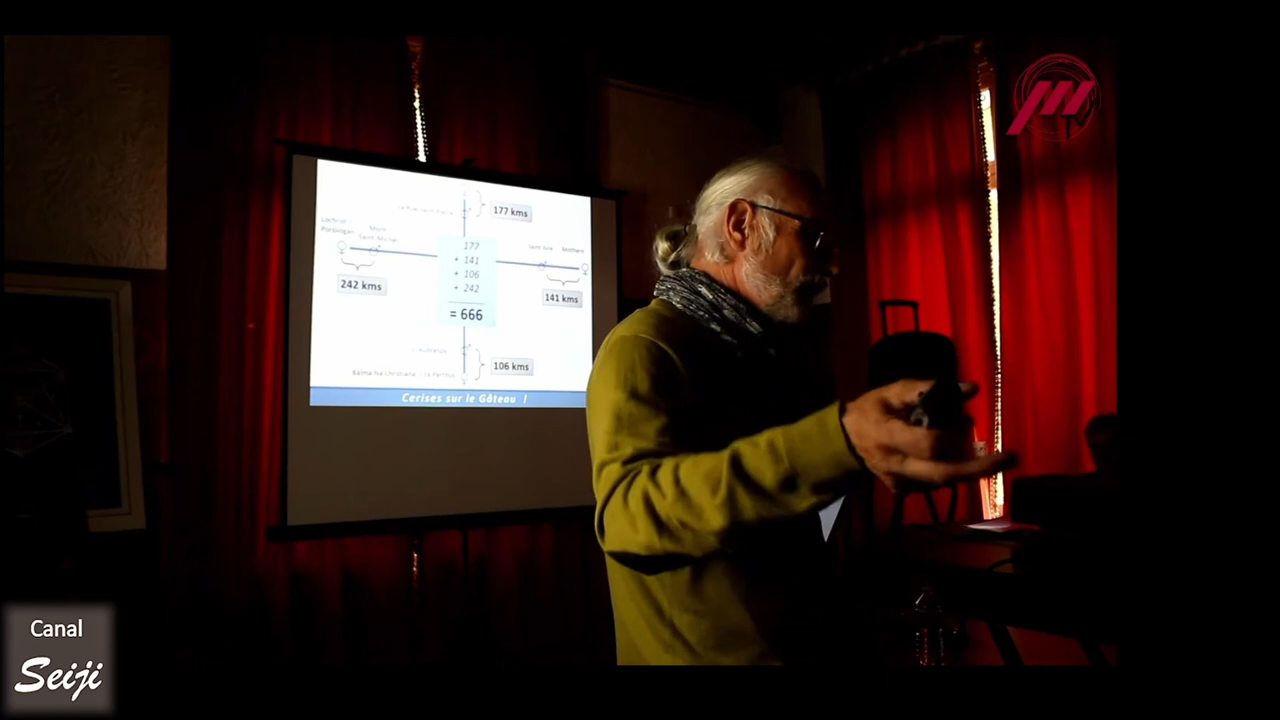 177 kms
Mont
Saint Michel
177
+ 141
+ 106
+ 242
= 666
242 kms
141 kms
106 kms
Cerises sur le Gâteau !
TV
Canal
Seiji